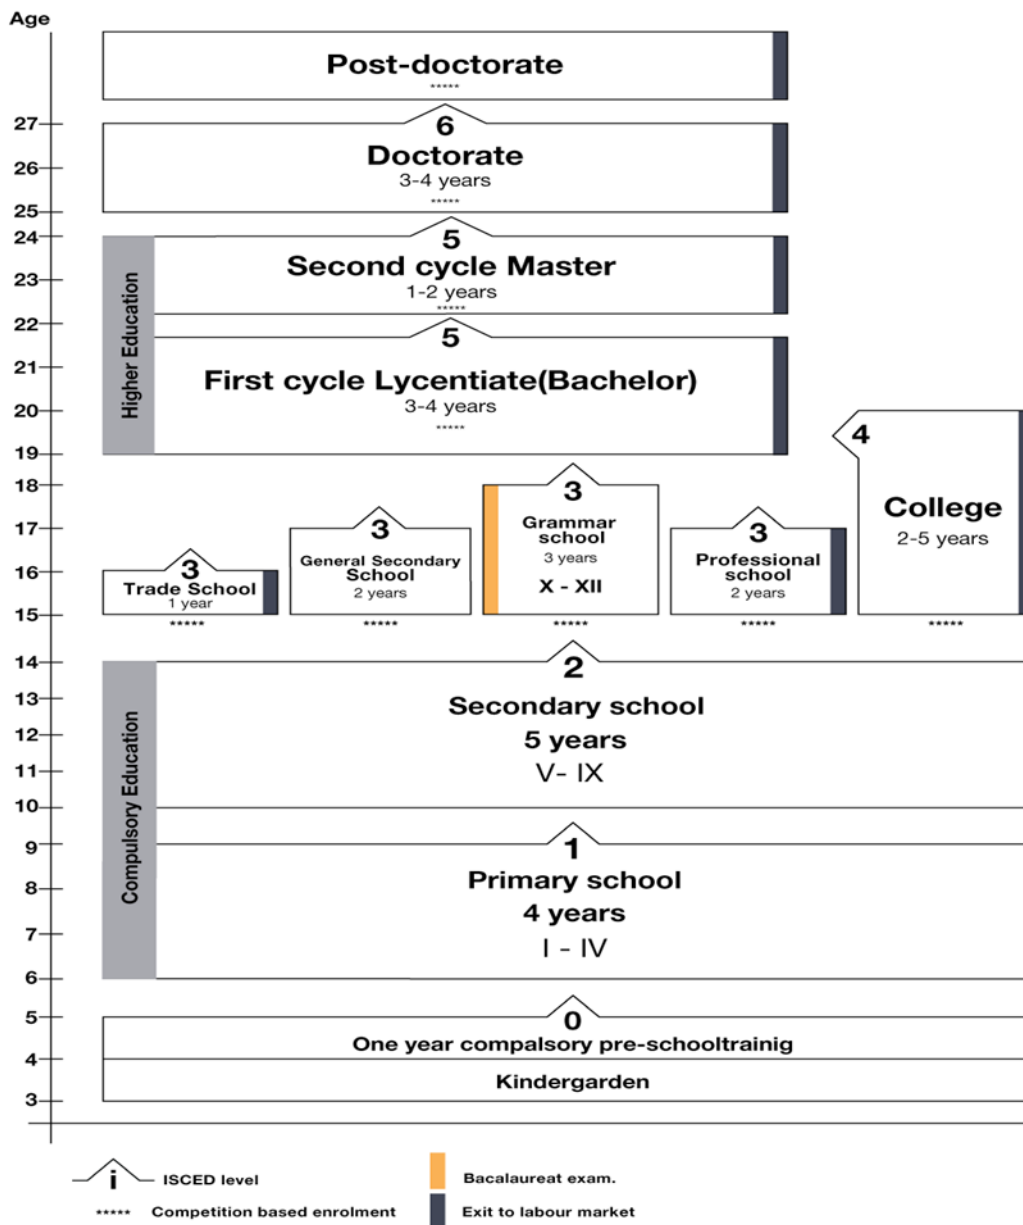 Age
Post-doctorate
*****
27
6
Doctorate
26
3-4 years
*****
25
24
5
Second cycle Master
23
1-2 years
*****
22
5
Higher Education
21
First cycle Lycentiate(Bachelor)
3-4 years
20
*****
19
4
18
3
Grammar
school
3 years
X - XII
College
2-5 years
17
3
General Secondary
School
2 years
3
Professional
school
2 years
16
3
Trade School
1 year
15
*****
*****
*****
*****
*****
14
2
13
Secondary school
12
5 years
11
V- IX
10
Compulsory Education
9
1
Primary school
8
4 years
7
I - IV
6
5
0
One year compalsory pre-schooltrainig
4
Kindergarden
3
i
ISCED level
Bacalaureat exam.
***** Competition based enrolment
Exit to labour market